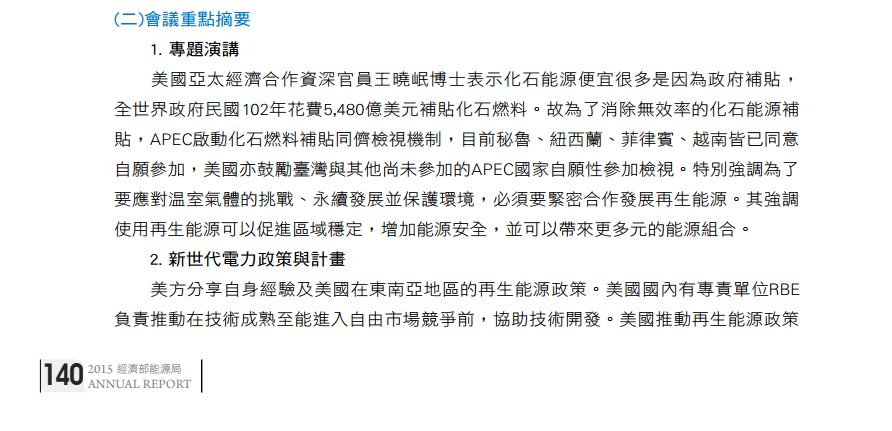 (二)會議重點摘要
1. 專題演講
美國亞太經濟合作資深官員王曉岷博士表示化石能源便宜很多是因為政府補貼，
全世界政府民國102年花費5,480億美元補貼化石燃料。故為了消除無效率的化石能源補
貼，APEC啟動化石燃料補貼同儕檢視機制，目前秘魯、紐西蘭、菲律賓、越南皆已同意
自願參加，美國亦鼓勵臺灣與其他尚未參加的APEC國家自願性參加檢視。特別強調為了
要應對温室氣體的挑戰、永續發展並保護環境，必須要緊密合作發展再生能源。其強調
使用再生能源可以促進區域穩定，增加能源安全，並可以帶來更多元的能源組合。
2. 新世代電力政策與計畫
美方分享自身經驗及美國在東南亞地區的再生能源政策。美國國內有專責單位RBE
負責推動在技術成熟至能進入自由市場競爭前，協助技術開發。美國推動再生能源政策
140 2015 經濟部能源局
ANNUAL REPORT